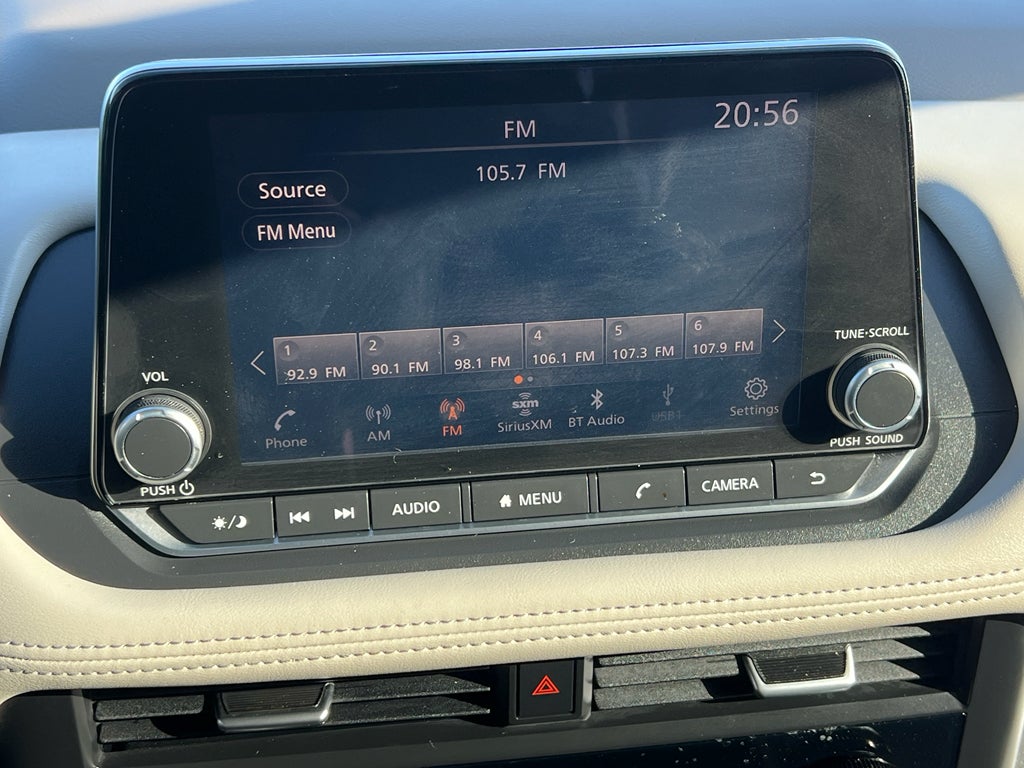 FM
20:56
105.7 FM
Source
FM Menu
1 2 3 4 5 6
92.9 FM 90.1 FM 98.1 FM 106.1 FM 107.3 FM 107.9 FM
TUNE·SCROLL
VOL
sxm
Phone AM FM SiriusXM BT Audio USB1 Settings
PUSH SOUND
PUSH
AUDIO MENU CAMERA